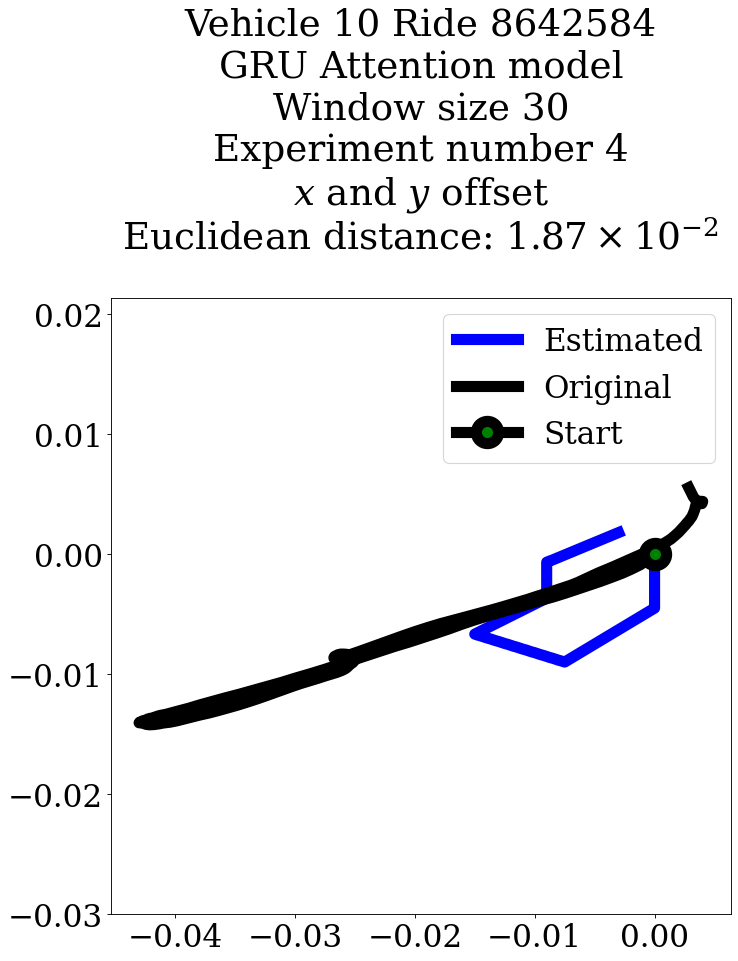 Vehicle 10 Ride 8642584
GRU Attention model
Window size 30
Experiment number 4
x and y offset
Euclidean distance: 1.87 × 10⁻²
0.02
0.01
0.00
−0.01
−0.02
−0.03
Estimated
Original
Start
−0.04 −0.03 −0.02 −0.01 0.00